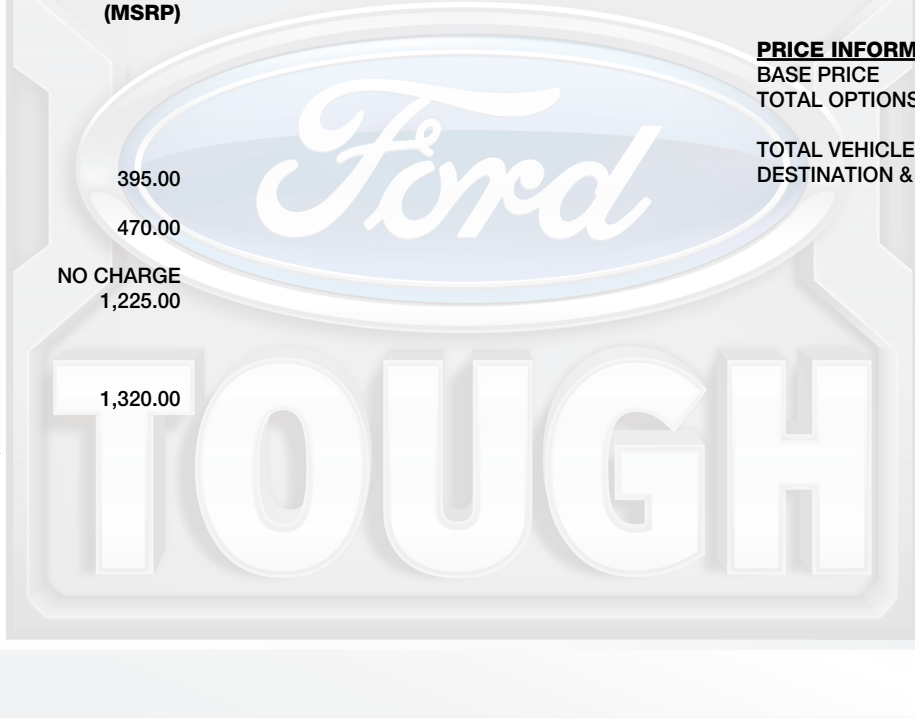 (MSRP)
395.00
470.00
NO CHARGE
1,225.00
1,320.00
PRICE INFORM
BASE PRICE
TOTAL OPTIONS
TOTAL VEHICLE
DESTINATION &
Ford
TOUGH